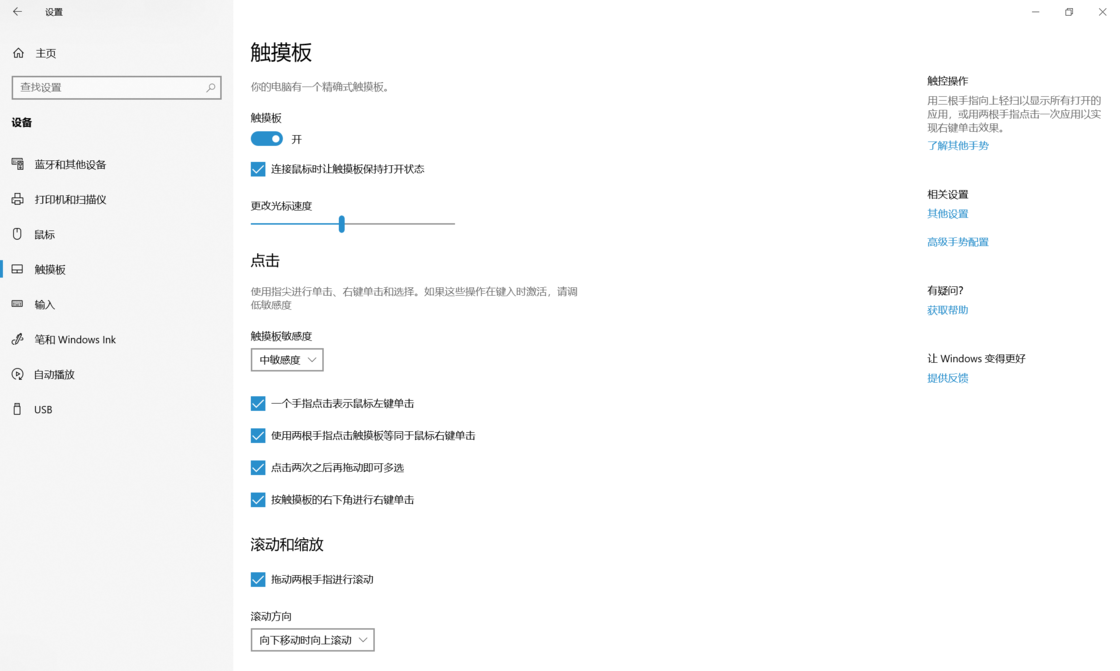 设置
主页
查找设置
设备
蓝牙和其他设备
打印机和扫描仪
鼠标
触摸板
输入
笔和 Windows Ink
自动播放
USB
触摸板
你的电脑有一个精确式触摸板。
触摸板
开
连接鼠标时让触摸板保持打开状态
更改光标速度
点击
使用指尖进行单击、右键单击和选择。如果这些操作在键入时激活，请调
低敏感度
触摸板敏感度
中敏感度
一个手指点击表示鼠标左键单击
使用两根手指点击触摸板等同于鼠标右键单击
点击两次之后再拖动即可多选
按触摸板的右下角进行右键单击
滚动和缩放
拖动两根手指进行滚动
滚动方向
向下移动时向上滚动
触控操作
用三根手指向上轻扫以显示所有打开的
应用，或用两根手指点击一次应用以实
现右键单击效果。
了解其他手势
相关设置
其他设置
高级手势配置
有疑问?
获取帮助
让 Windows 变得更好
提供反馈